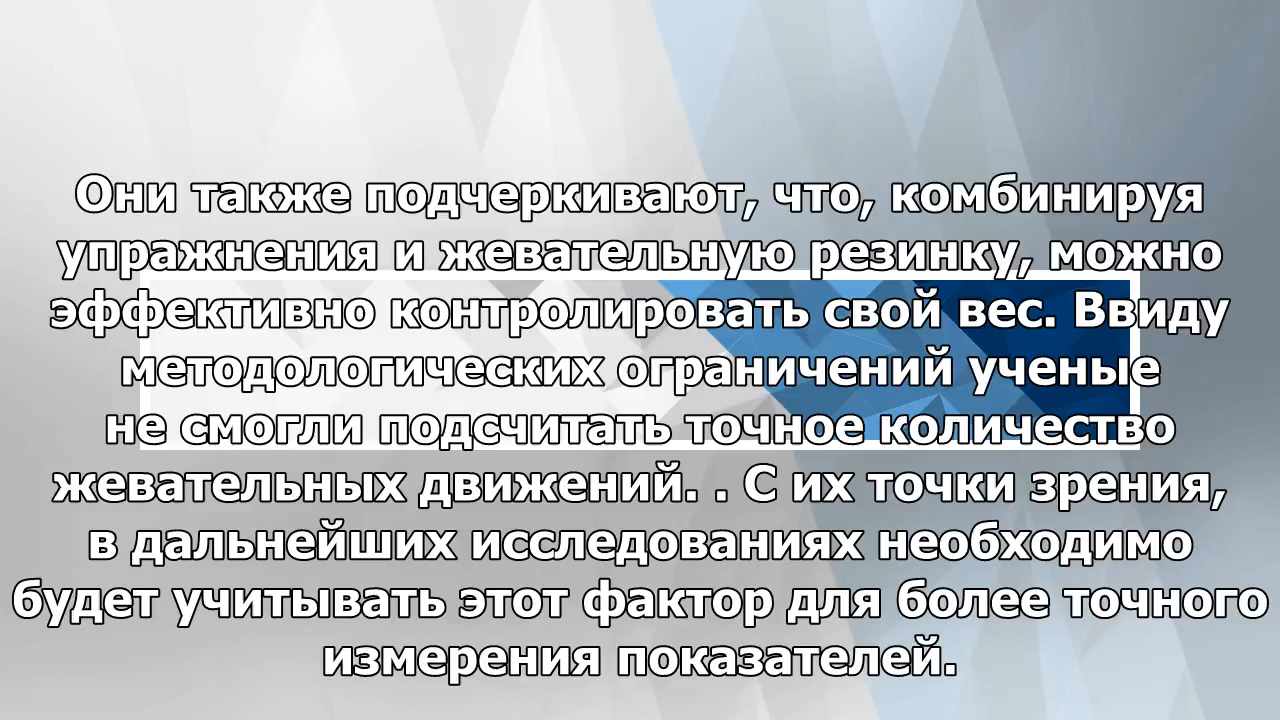 Они также подчеркивают, что, комбинируя
упражнения и жевательную резинку, можно
эффективно контролировать свой вес. Ввиду
методологических ограничений ученые
не смогли подсчитать точное количество
жевательных движений. . С их точки зрения,
в дальнейших исследованиях необходимо
будет учитывать этот фактор для более точного
измерения показателей.